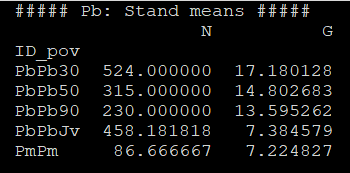 ##### Pb: Stand means #####
N G
ID_pov
PbPb30 524.000000 17.180128
PbPb50 315.000000 14.802683
PbPb90 230.000000 13.595262
PbPbJv 458.181818 7.384579
PmPm 86.666667 7.224827